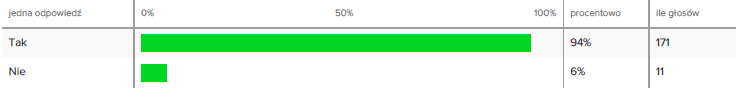 jedna odpowiedź 0% 50% 100% procentowo ile głosów
Tak 94% 171
Nie 6% 11